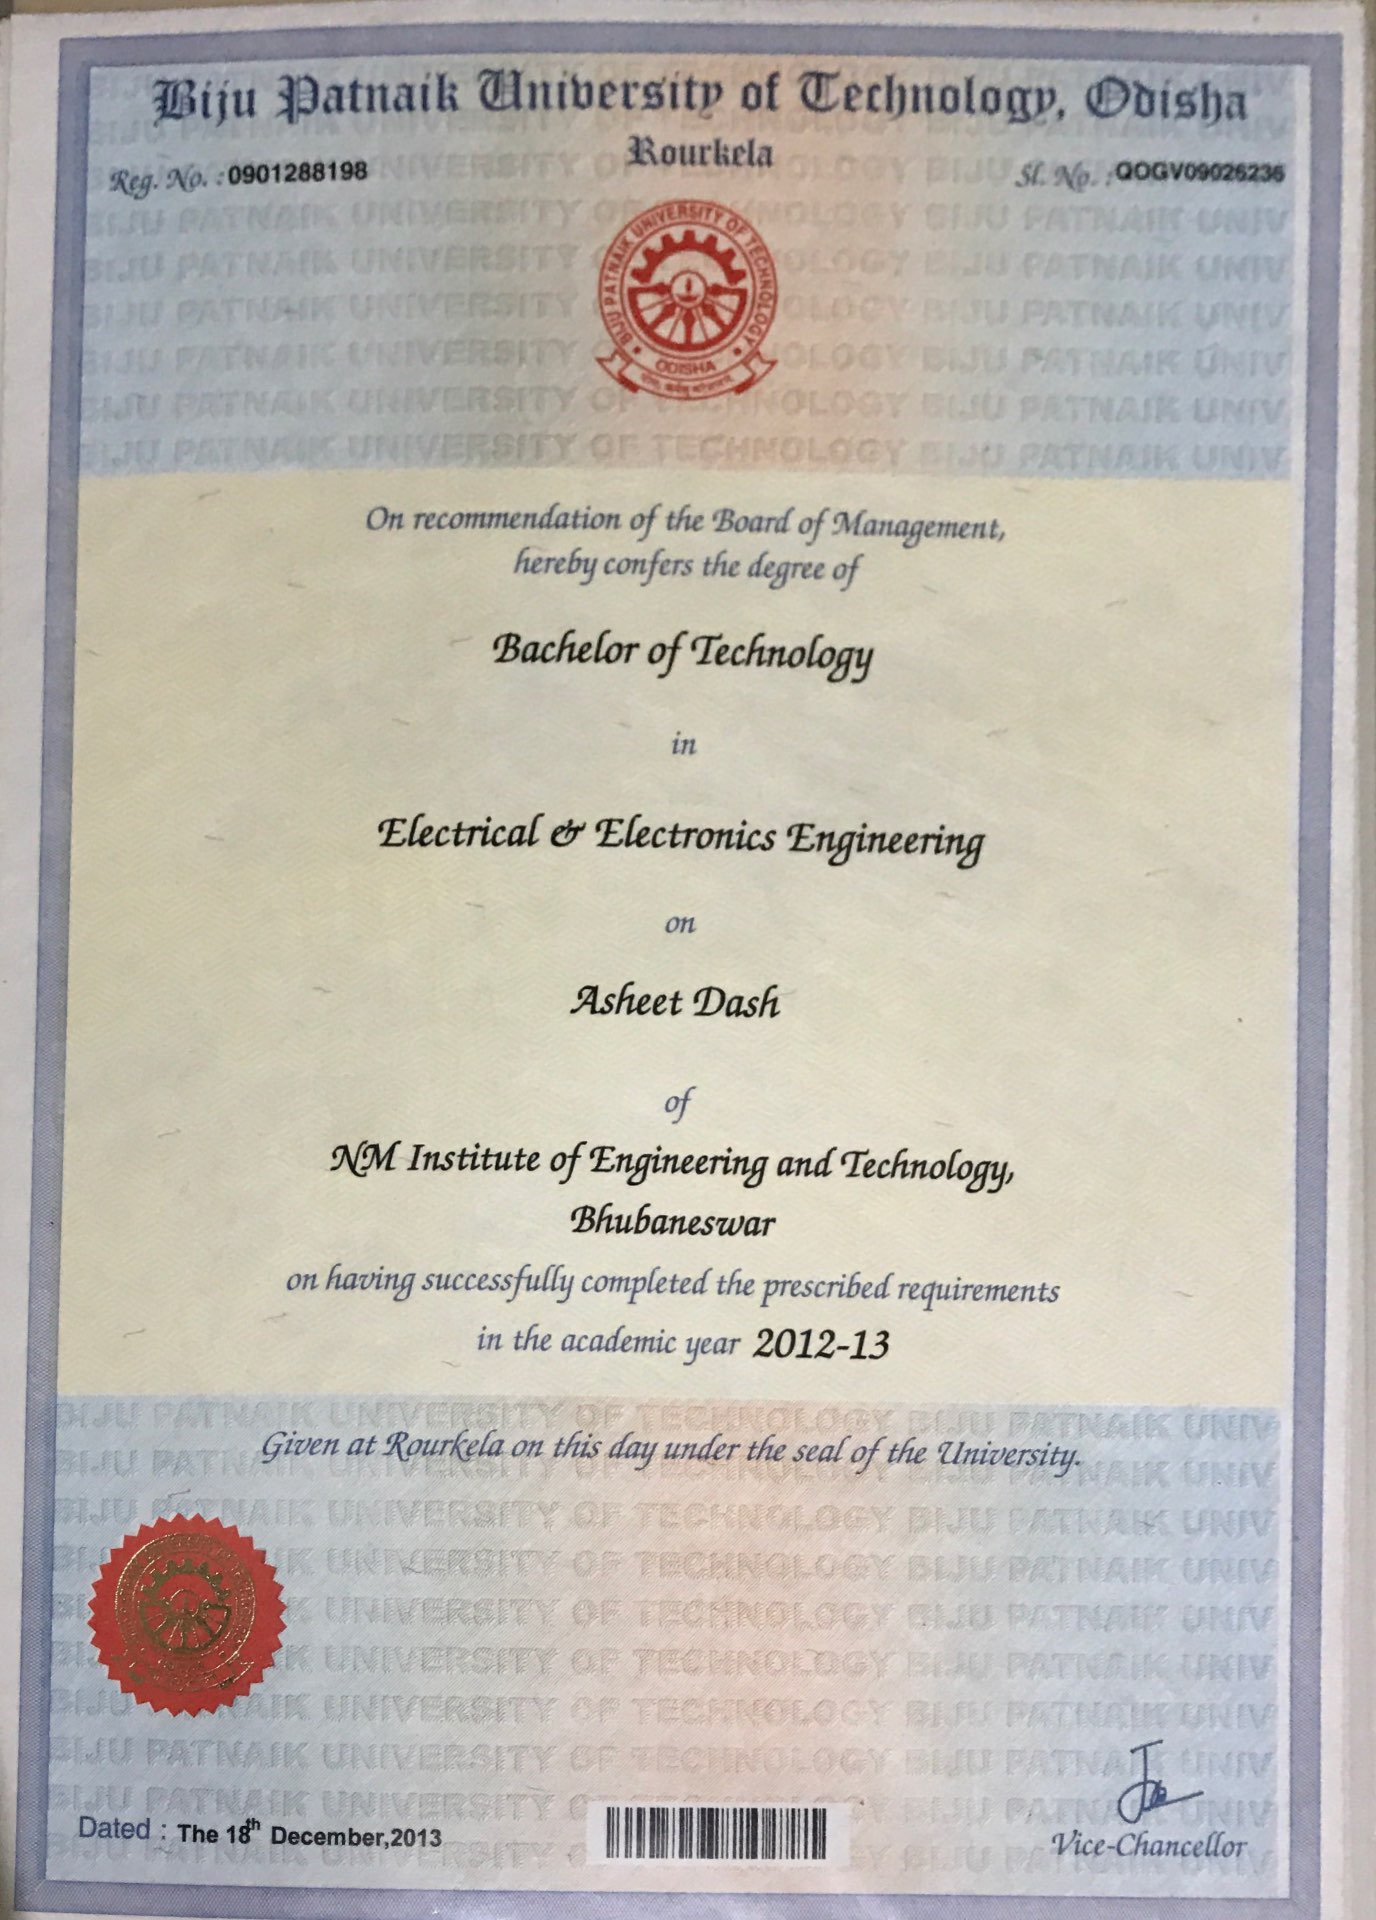 Biju Patnaik University of Technology, Odisha
Rourkela
Reg. No. : 0901288198
Sl. No. : QOGV09026236
BIJU PATNAIK UNIVERSITY OF TECHNOLOGY
ODISHA
On recommendation of the Board of Management,
hereby confers the degree of
Bachelor of Technology
in
Electrical & Electronics Engineering
on
Asheet Dash
of
NM Institute of Engineering and Technology,
Bhubaneswar
on having successfully completed the prescribed requirements
in the academic year 2012-13
Given at Rourkela on this day under the seal of the University.
Dated : The 18th December,2013
Vice-Chancellor